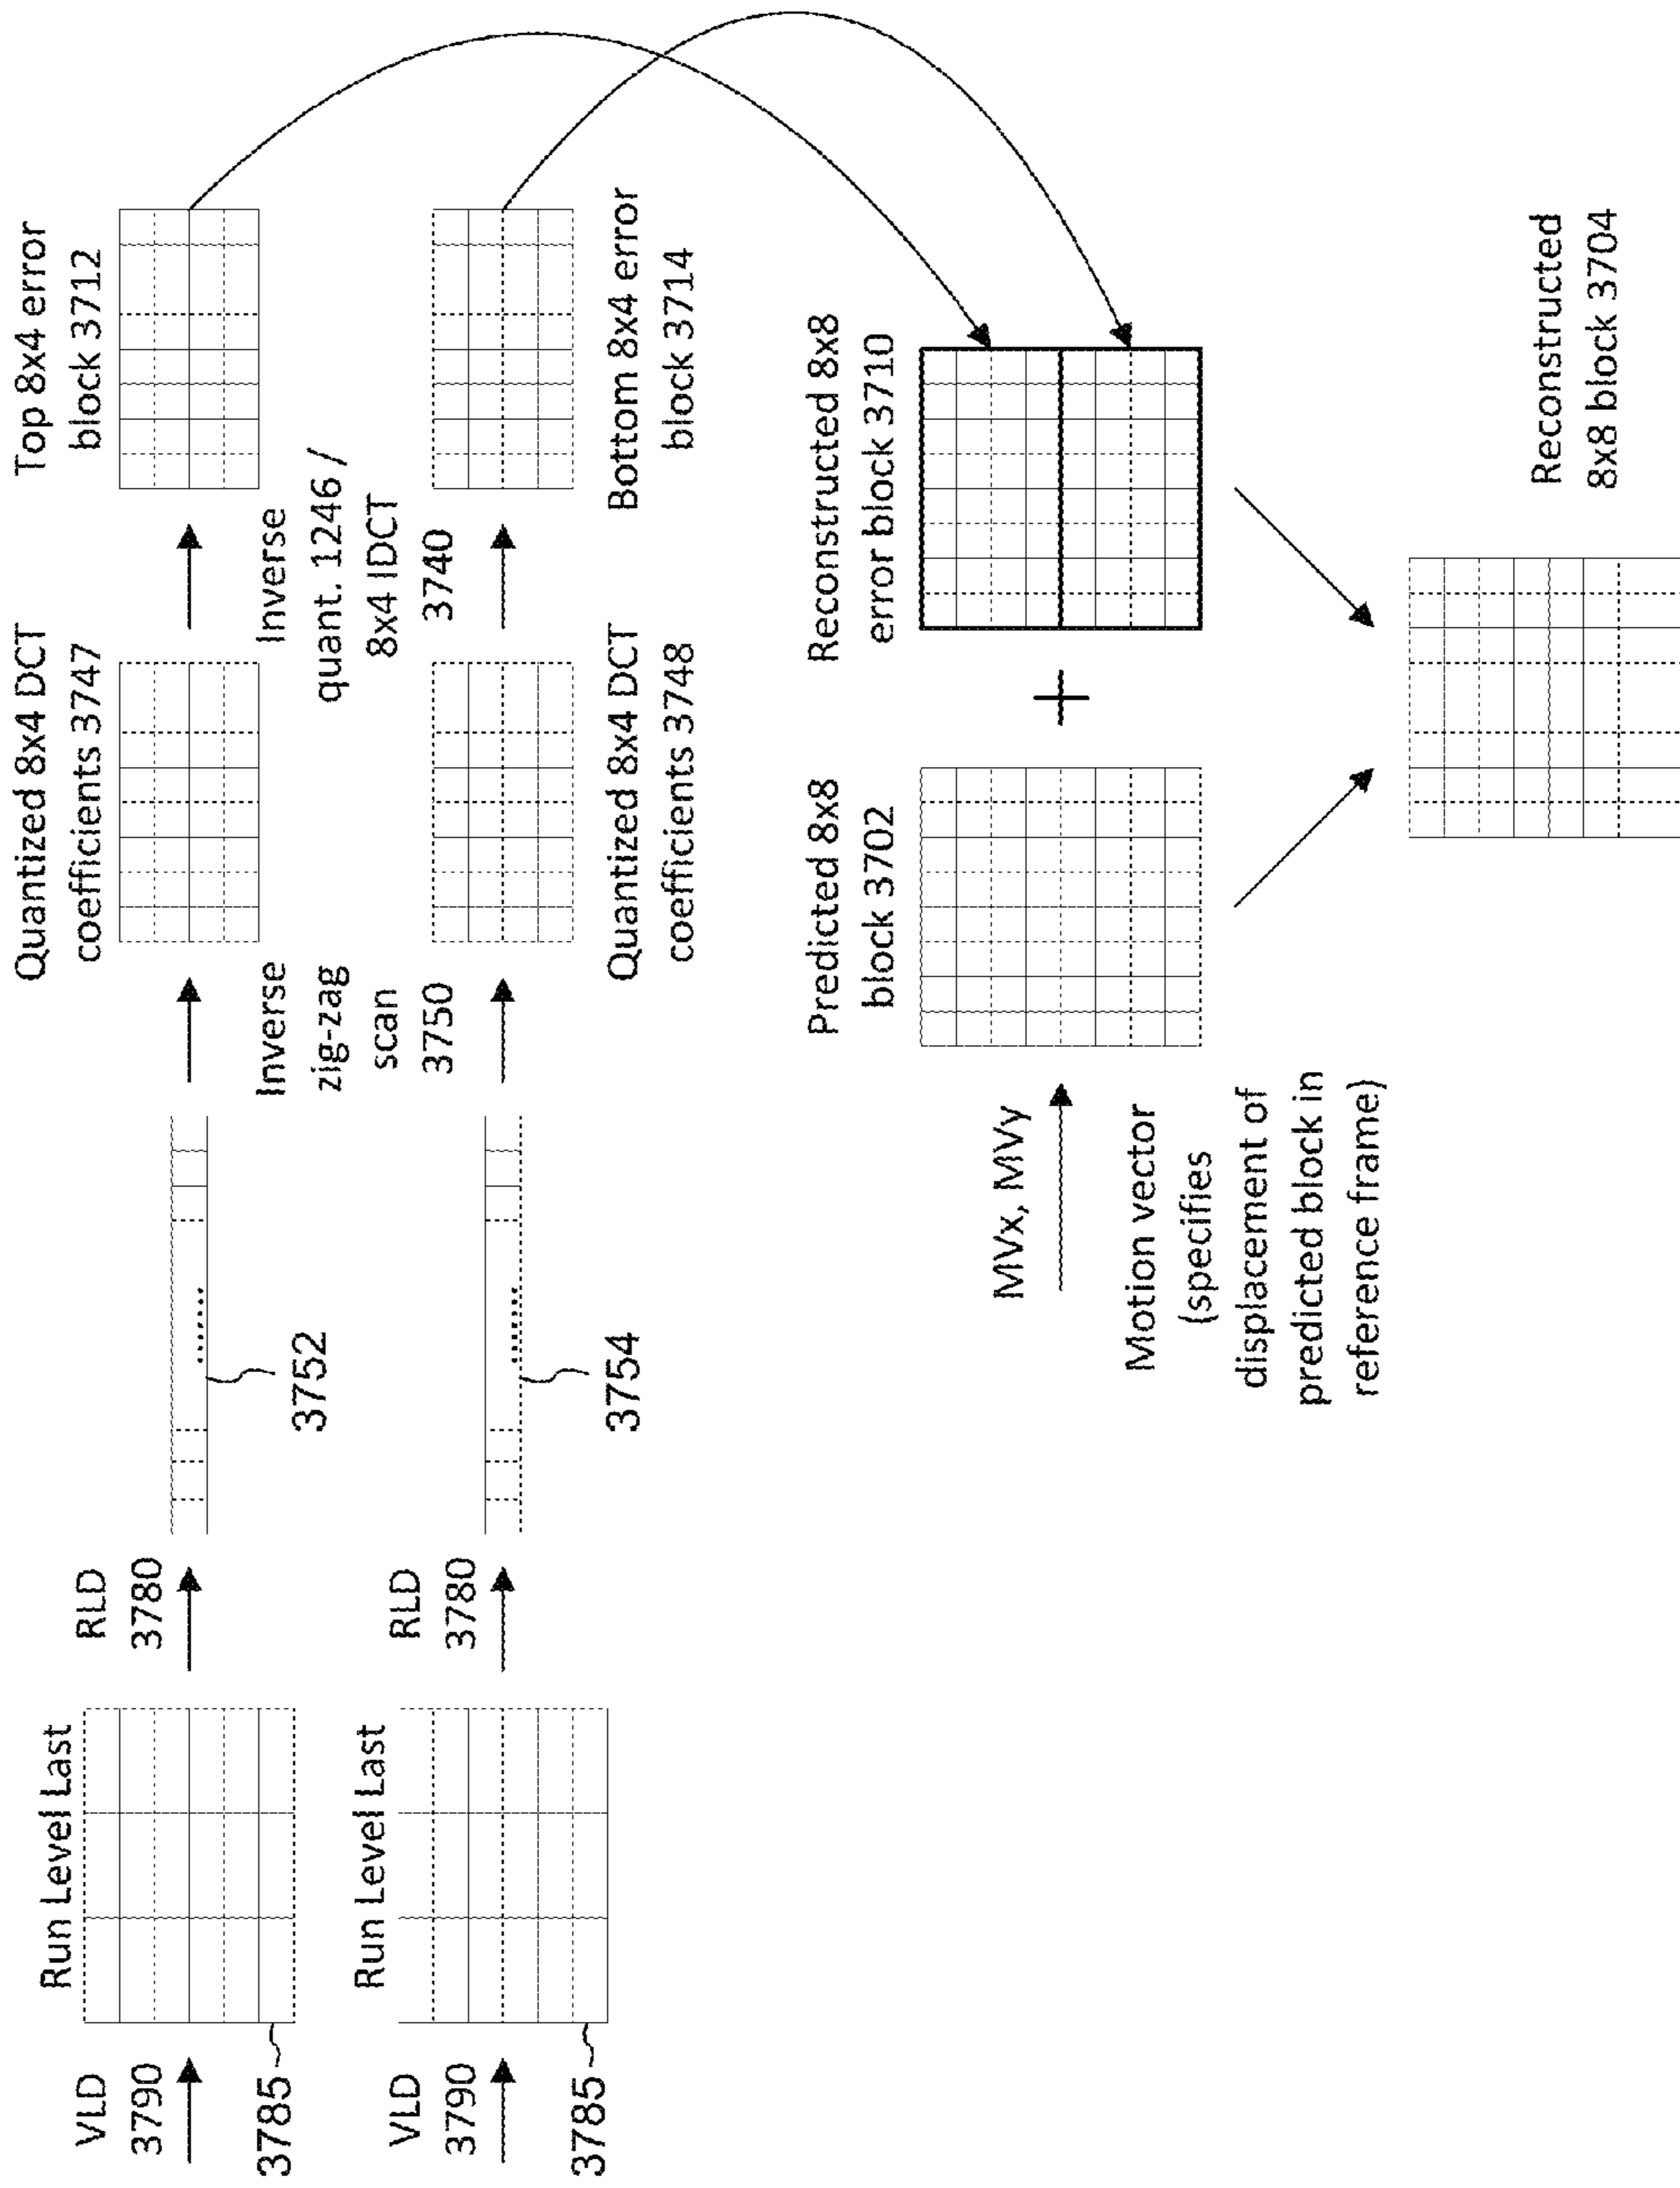 VLD
3790
3785
Run Level Last
RLD
3780
3752
Inverse
zig-zag
scan
3750
Quantized 8x4 DCT
coefficients 3747
Inverse
quant. 1246 /
8x4 IDCT
3740
Top 8x4 error
block 3712
VLD
3790
3785
Run Level Last
RLD
3780
3754
Quantized 8x4 DCT
coefficients 3748
Bottom 8x4 error
block 3714
MVx, MVy
Motion vector
(specifies
displacement of
predicted block in
reference frame)
Predicted 8x8
block 3702
+
Reconstructed 8x8
error block 3710
Reconstructed
8x8 block 3704